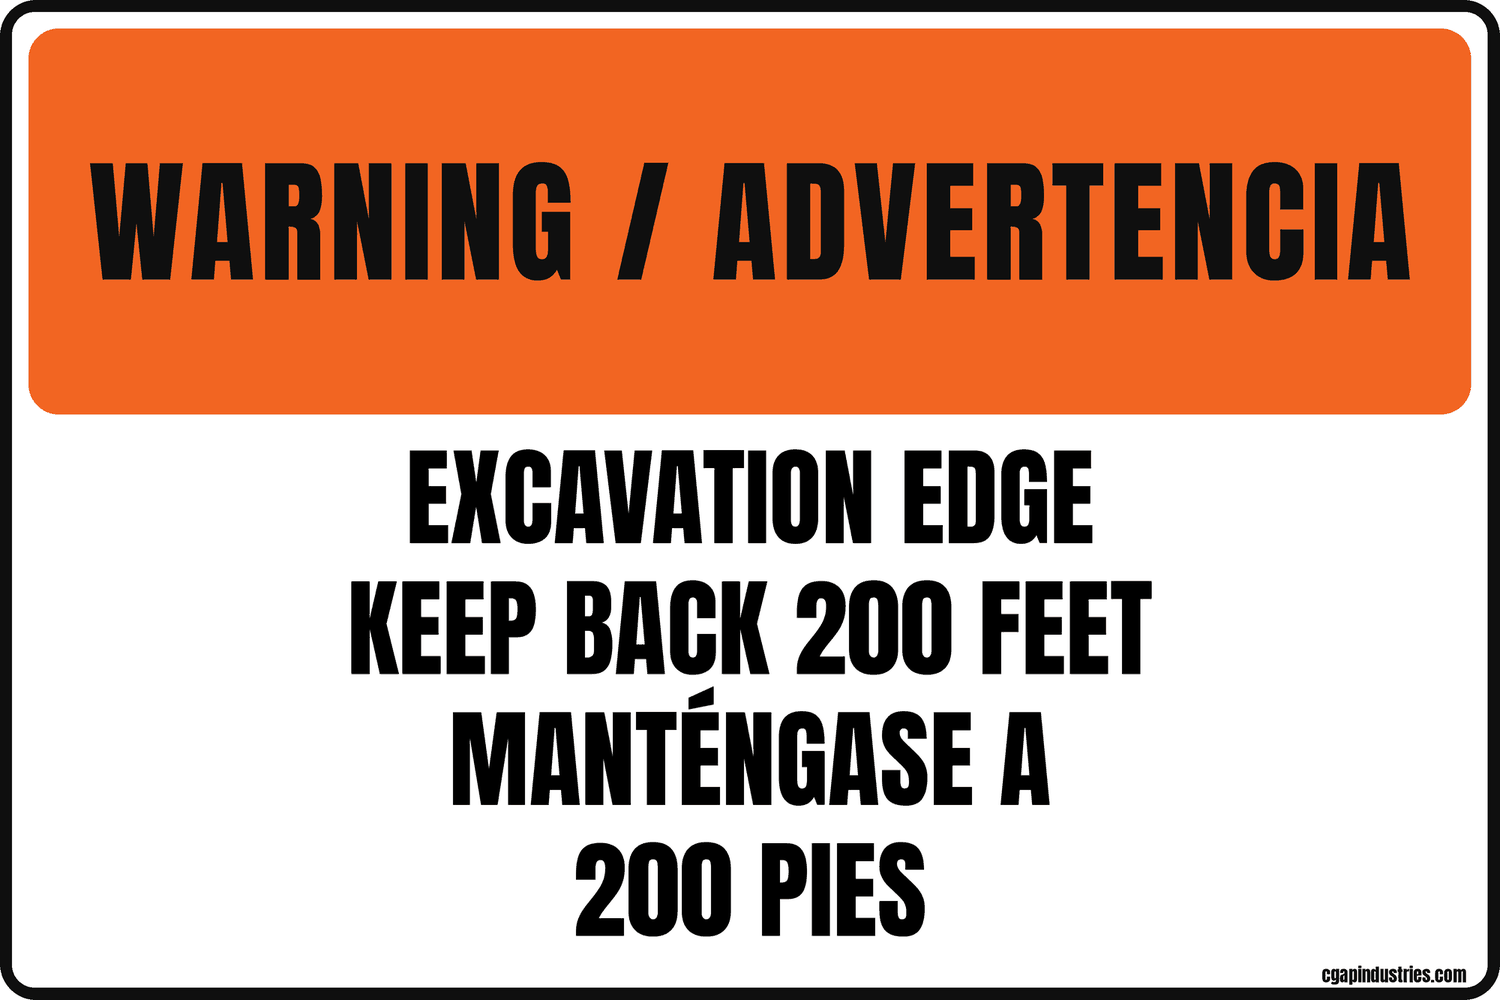 WARNING / ADVERTENCIA
EXCAVATION EDGE
KEEP BACK 200 FEET
MANTÉNGASE A
200 PIES
cgapindustries.com